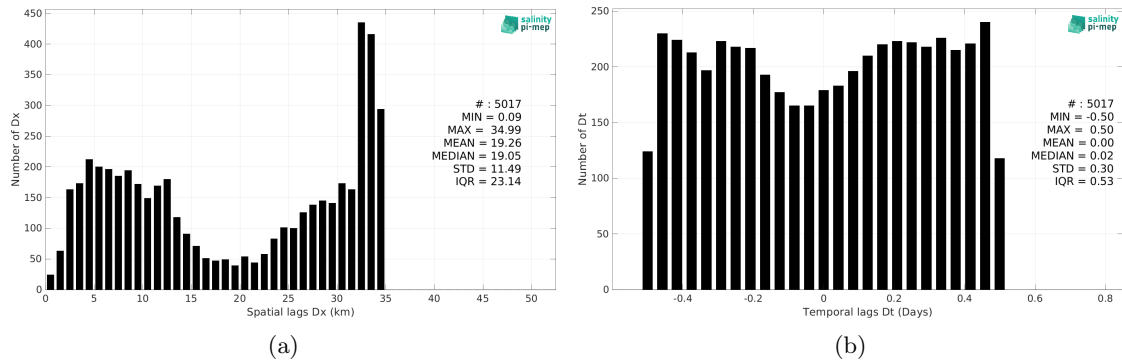 450
400
350
300
250
200
150
100
50
0
Number of Dx
0 5 10 15 20 25 30 35 40 45 50
Spatial lags Dx (km)
salinity
pi-mep
# : 5017
MIN = 0.09
MAX = 34.99
MEAN = 19.26
MEDIAN = 19.05
STD = 11.49
IQR = 23.14
(a)
250
200
150
100
50
0
Number of Dt
-0.4 -0.2 0 0.2 0.4 0.6 0.8
Temporal lags Dt (Days)
salinity
pi-mep
# : 5017
MIN = -0.50
MAX = 0.50
MEAN = 0.00
MEDIAN = 0.02
STD = 0.30
IQR = 0.53
(b)